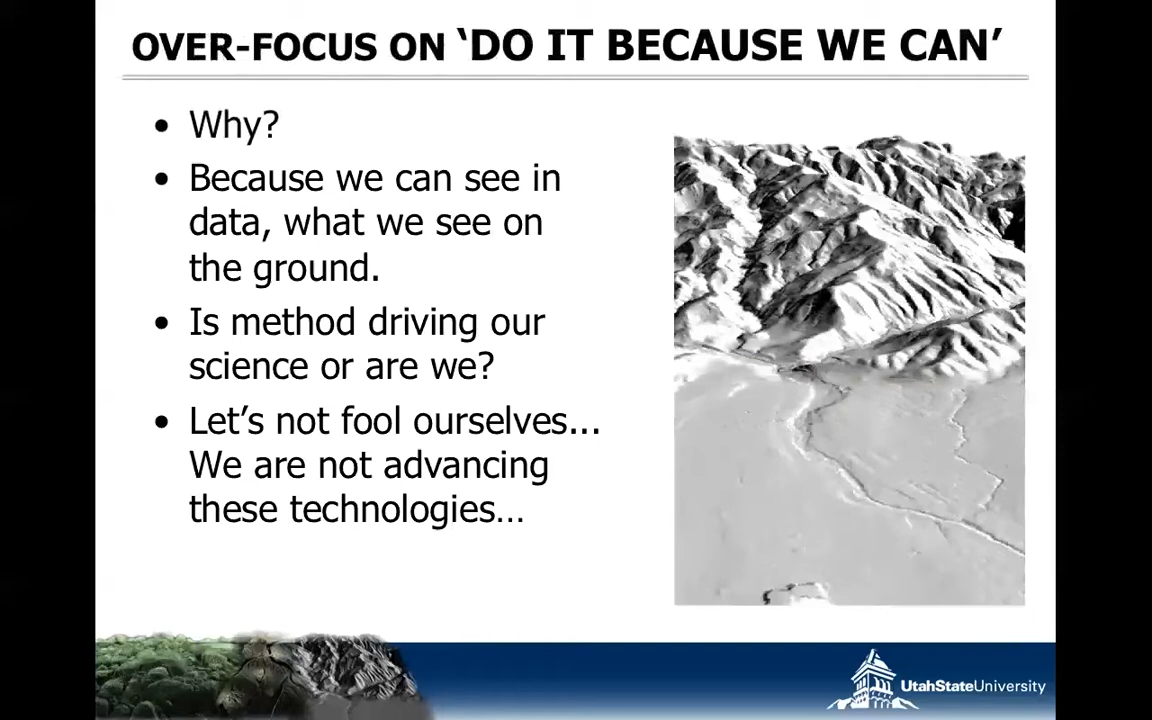 OVER-FOCUS ON ‘DO IT BECAUSE WE CAN’
• Why?
• Because we can see in
data, what we see on
the ground.
• Is method driving our
science or are we?
• Let’s not fool ourselves...
We are not advancing
these technologies…
UtahStateUniversity